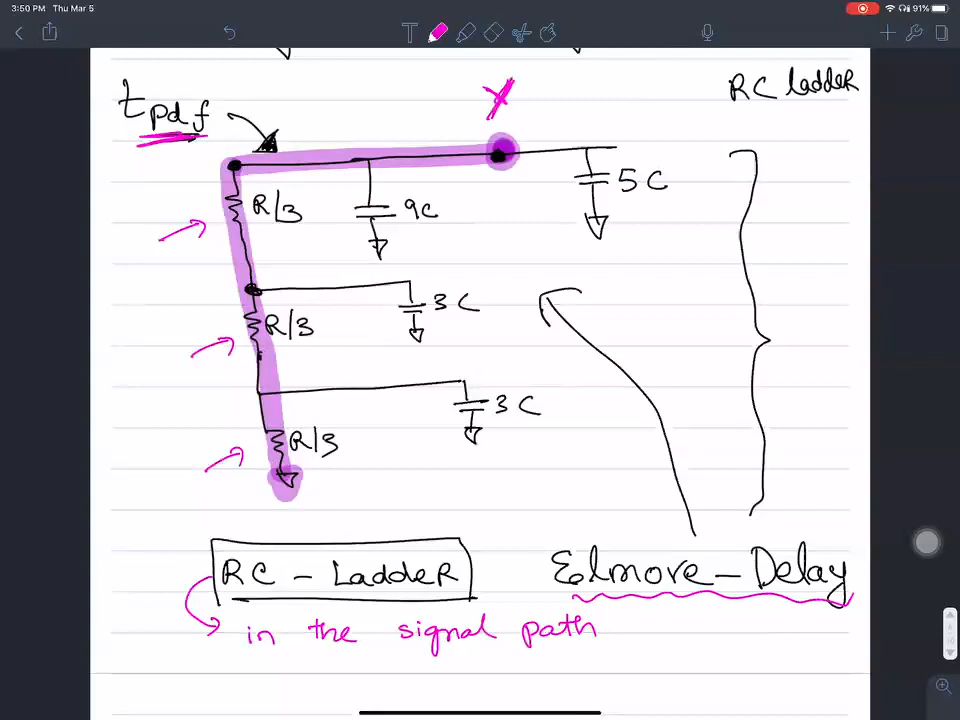 3:50 PM Thu Mar 5
91%
RC ladder
tpdf
X
R/3
9C
5C
R/3
3C
R/3
3C
RC - Ladder
Elmore - Delay
in the signal path